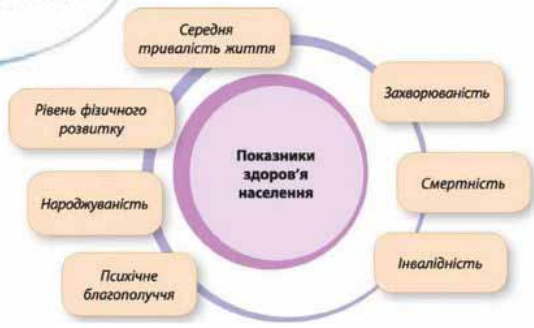 Середня
тривалість життя
Рівень фізичного
розвитку
Народжуваність
Психічне
благополуччя
Показники
здоров'я
населення
Захворюваність
Смертність
Інвалідність